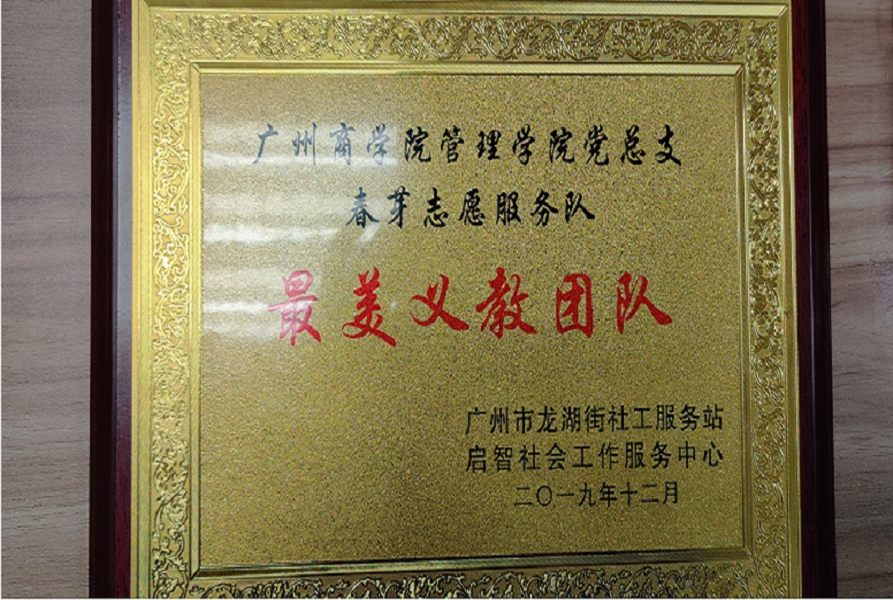 广州商学院管理学院党总支
春芽志愿服务队
最美义教团队
广州市龙湖街社工服务站
启智社会工作服务中心
二〇一九年十二月